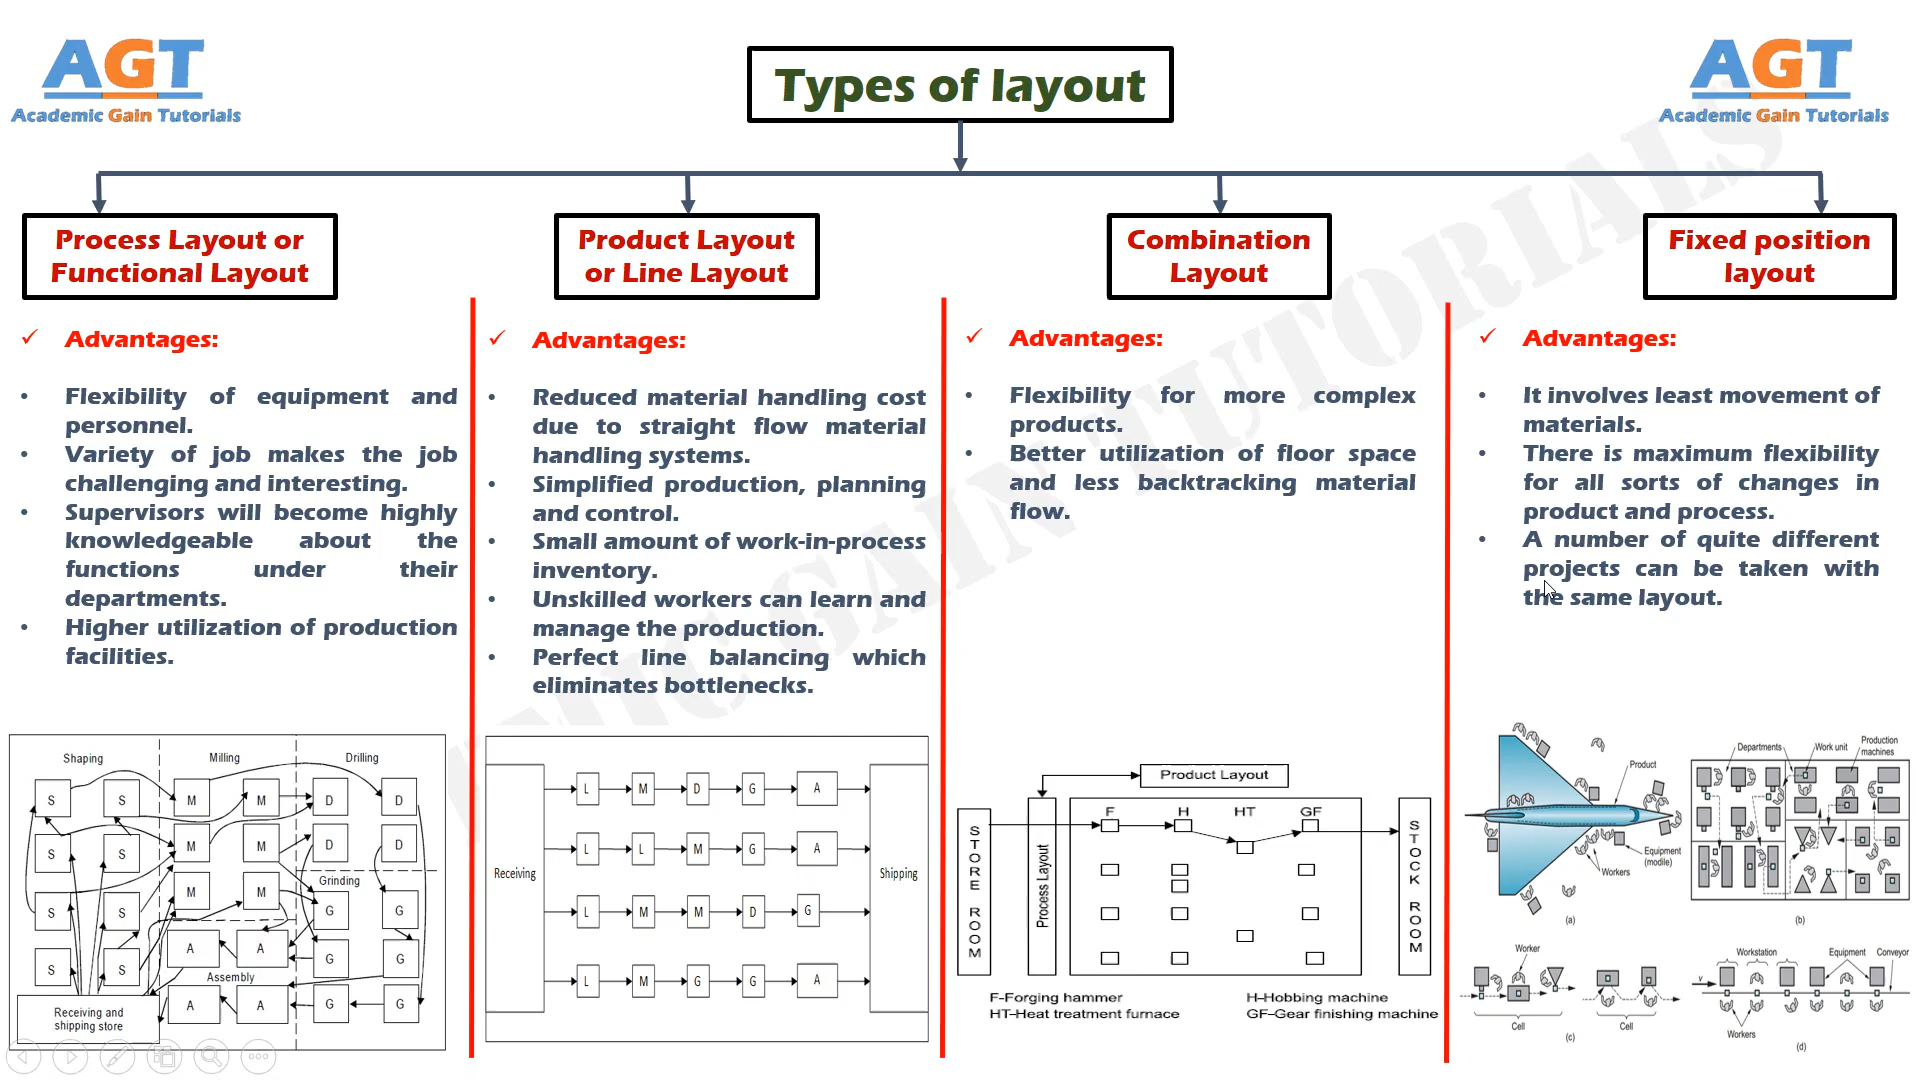 AGT
Academic Gain Tutorials
Types of layout
AGT
Academic Gain Tutorials
Process Layout or
Functional Layout
Product Layout
or Line Layout
Combination
Layout
Fixed position
layout
✓ Advantages:
• Flexibility of equipment and
personnel.
• Variety of job makes the job
challenging and interesting.
• Supervisors will become highly
knowledgeable about the
functions under their
departments.
• Higher utilization of production
facilities.
✓ Advantages:
• Reduced material handling cost
due to straight flow material
handling systems.
• Simplified production, planning
and control.
• Small amount of work-in-process
inventory.
• Unskilled workers can learn and
manage the production.
• Perfect line balancing which
eliminates bottlenecks.
✓ Advantages:
• Flexibility for more complex
products.
• Better utilization of floor space
and less backtracking material
flow.
✓ Advantages:
• It involves least movement of
materials.
• There is maximum flexibility
for all sorts of changes in
product and process.
• A number of quite different
projects can be taken with
the same layout.
Shaping Milling Drilling
S S M M D D
S S M M D D
Grinding
S S M M G G
A A G G
Assembly
S S A A G G
Receiving and
shipping store
Receiving
L M D G A
L L M G A
L M M D G
L M G G A
Shipping
Product Layout
STORE ROOM
Process Layout
F H HT GF
STOCK ROOM
F-Forging hammer H-Hobbing machine
HT-Heat treatment furnace GF-Gear finishing machine
Product
Equipment
(modile)
Workers
(a)
Departments Work unit Production
machines
(b)
Worker
Cell Cell
(c)
Workstation Equipment Conveyor
v
Workers
(d)
ACADEMIC GAIN TUTORIALS